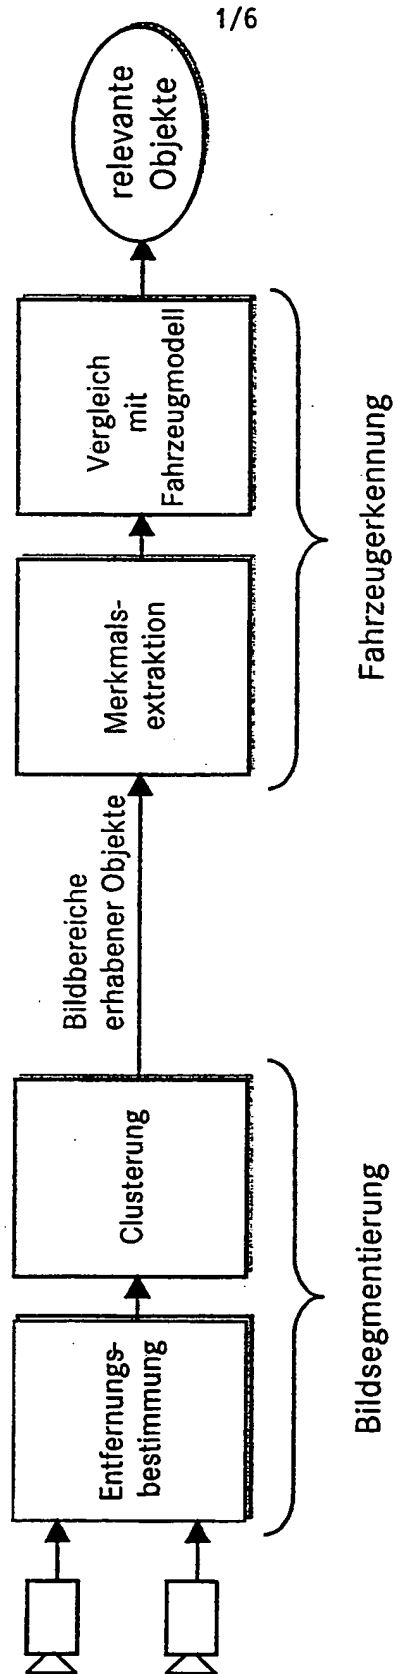 1/6
Entfernungs-
bestimmung
Clusterung
Bildsegmentierung
Bildbereiche
erhabener Objekte
Merkmals-
extraktion
Vergleich
mit
Fahrzeugmodell
Fahrzeugerkennung
relevante
Objekte